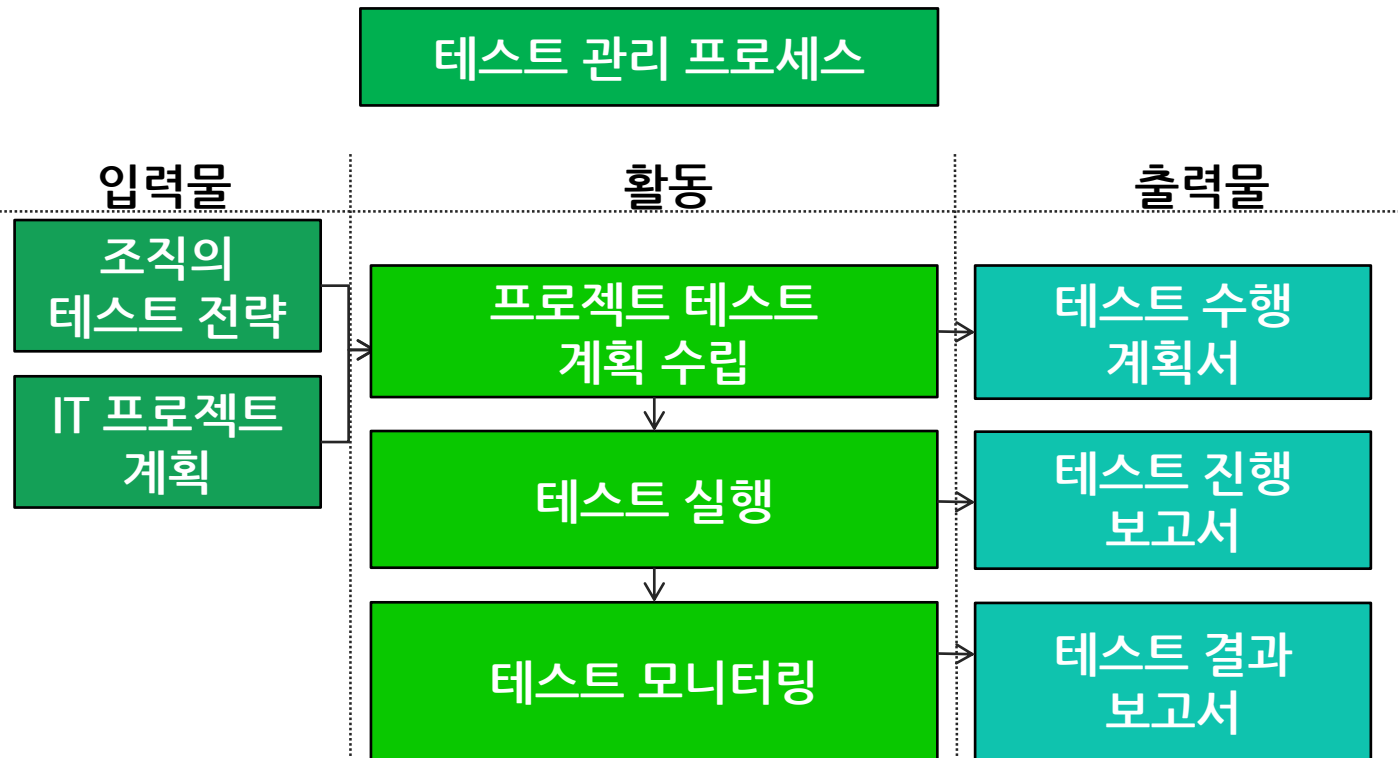 테스트 관리 프로세스
입력물
활동
출력물
조직의
테스트 전략
IT 프로젝트
계획
프로젝트 테스트
계획 수립
테스트 실행
테스트 모니터링
테스트 수행
계획서
테스트 진행
보고서
테스트 결과
보고서